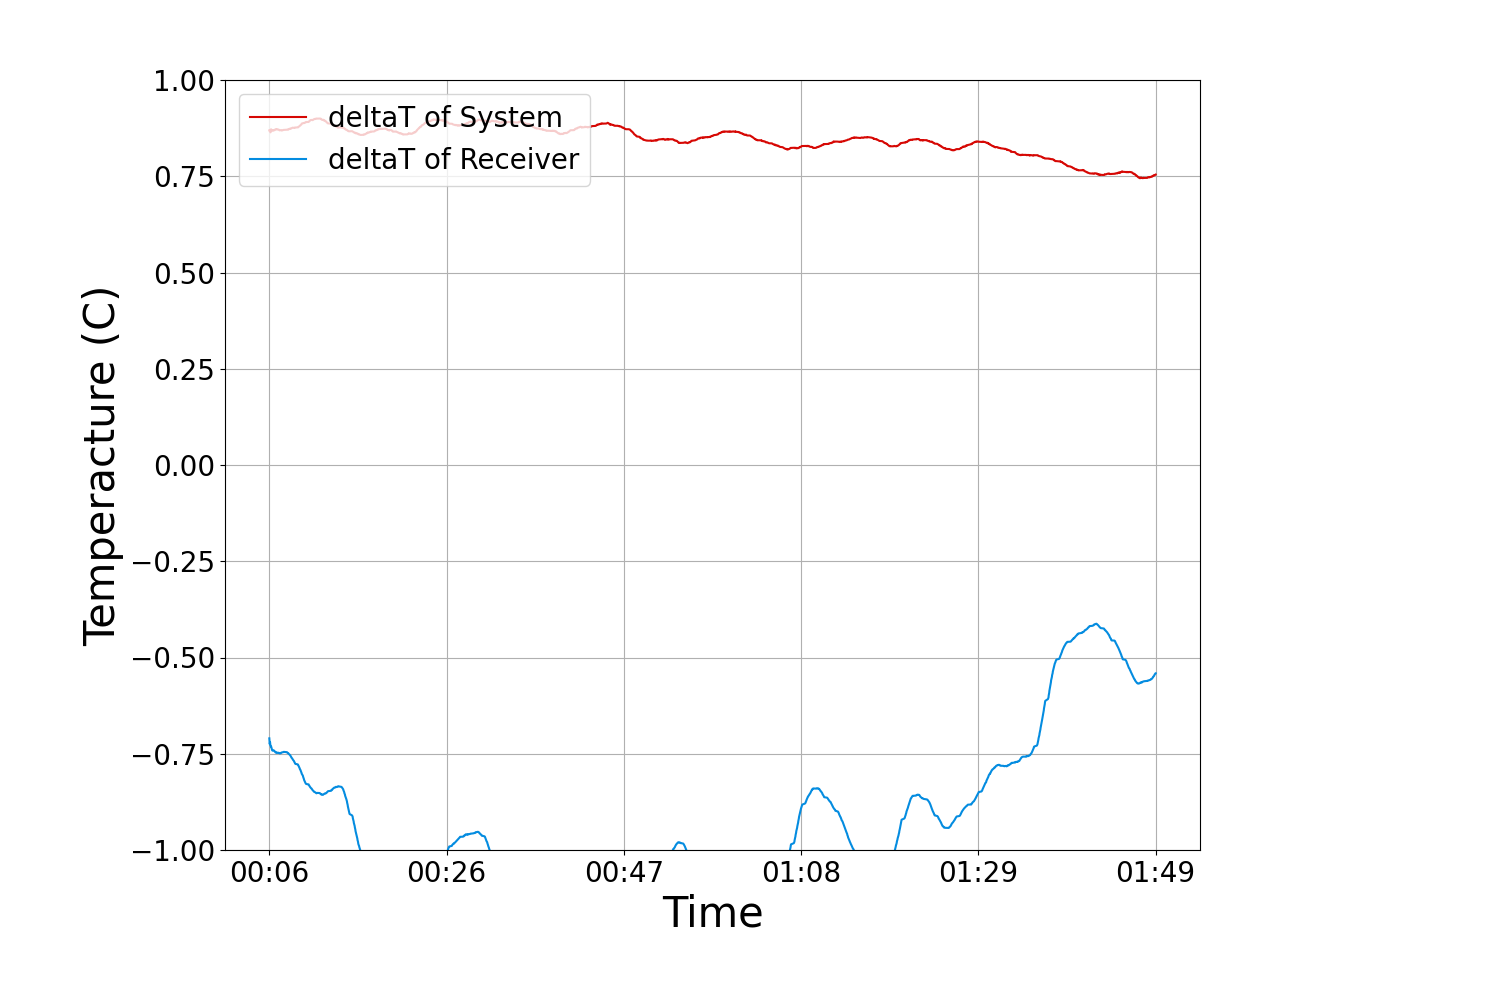 1.00
0.75
0.50
0.25
0.00
−0.25
−0.50
−0.75
−1.00
Temperacture (C)
deltaT of System
deltaT of Receiver
00:06 00:26 00:47 01:08 01:29 01:49
Time